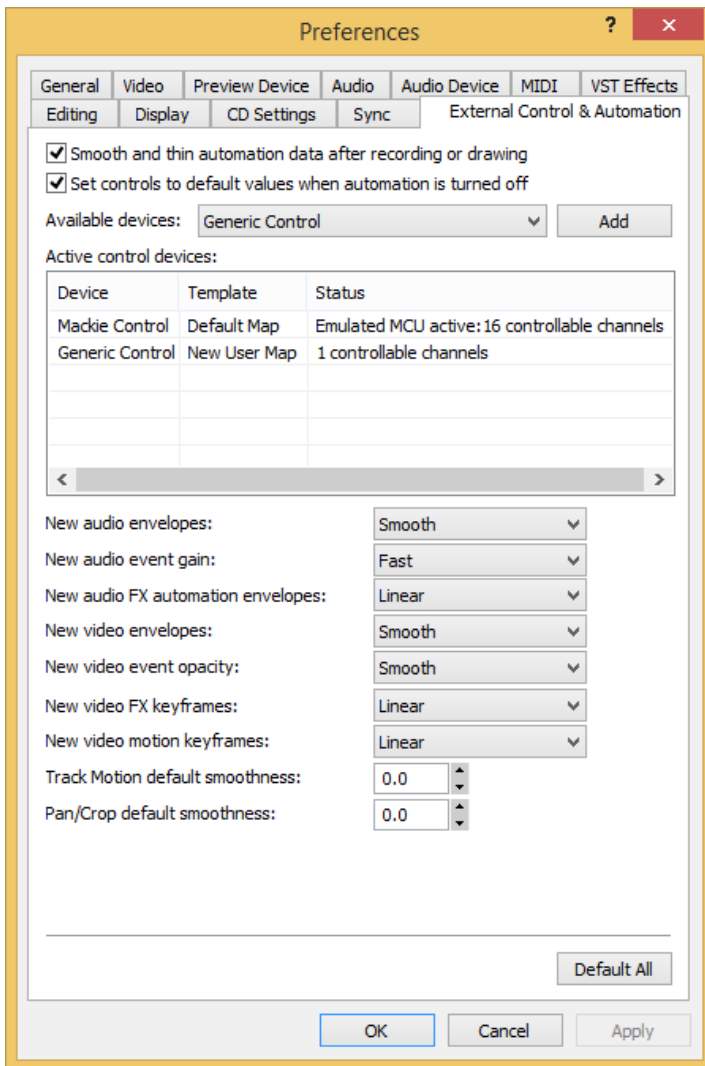 Preferences
?
×
General Video Preview Device Audio Audio Device MIDI VST Effects
Editing Display CD Settings Sync External Control & Automation
Smooth and thin automation data after recording or drawing
Set controls to default values when automation is turned off
Available devices: Generic Control Add
Active control devices:
Device Template Status
Mackie Control Default Map Emulated MCU active: 16 controllable channels
Generic Control New User Map 1 controllable channels
New audio envelopes: Smooth
New audio event gain: Fast
New audio FX automation envelopes: Linear
New video envelopes: Smooth
New video event opacity: Smooth
New video FX keyframes: Linear
New video motion keyframes: Linear
Track Motion default smoothness: 0.0
Pan/Crop default smoothness: 0.0
Default All
OK Cancel Apply